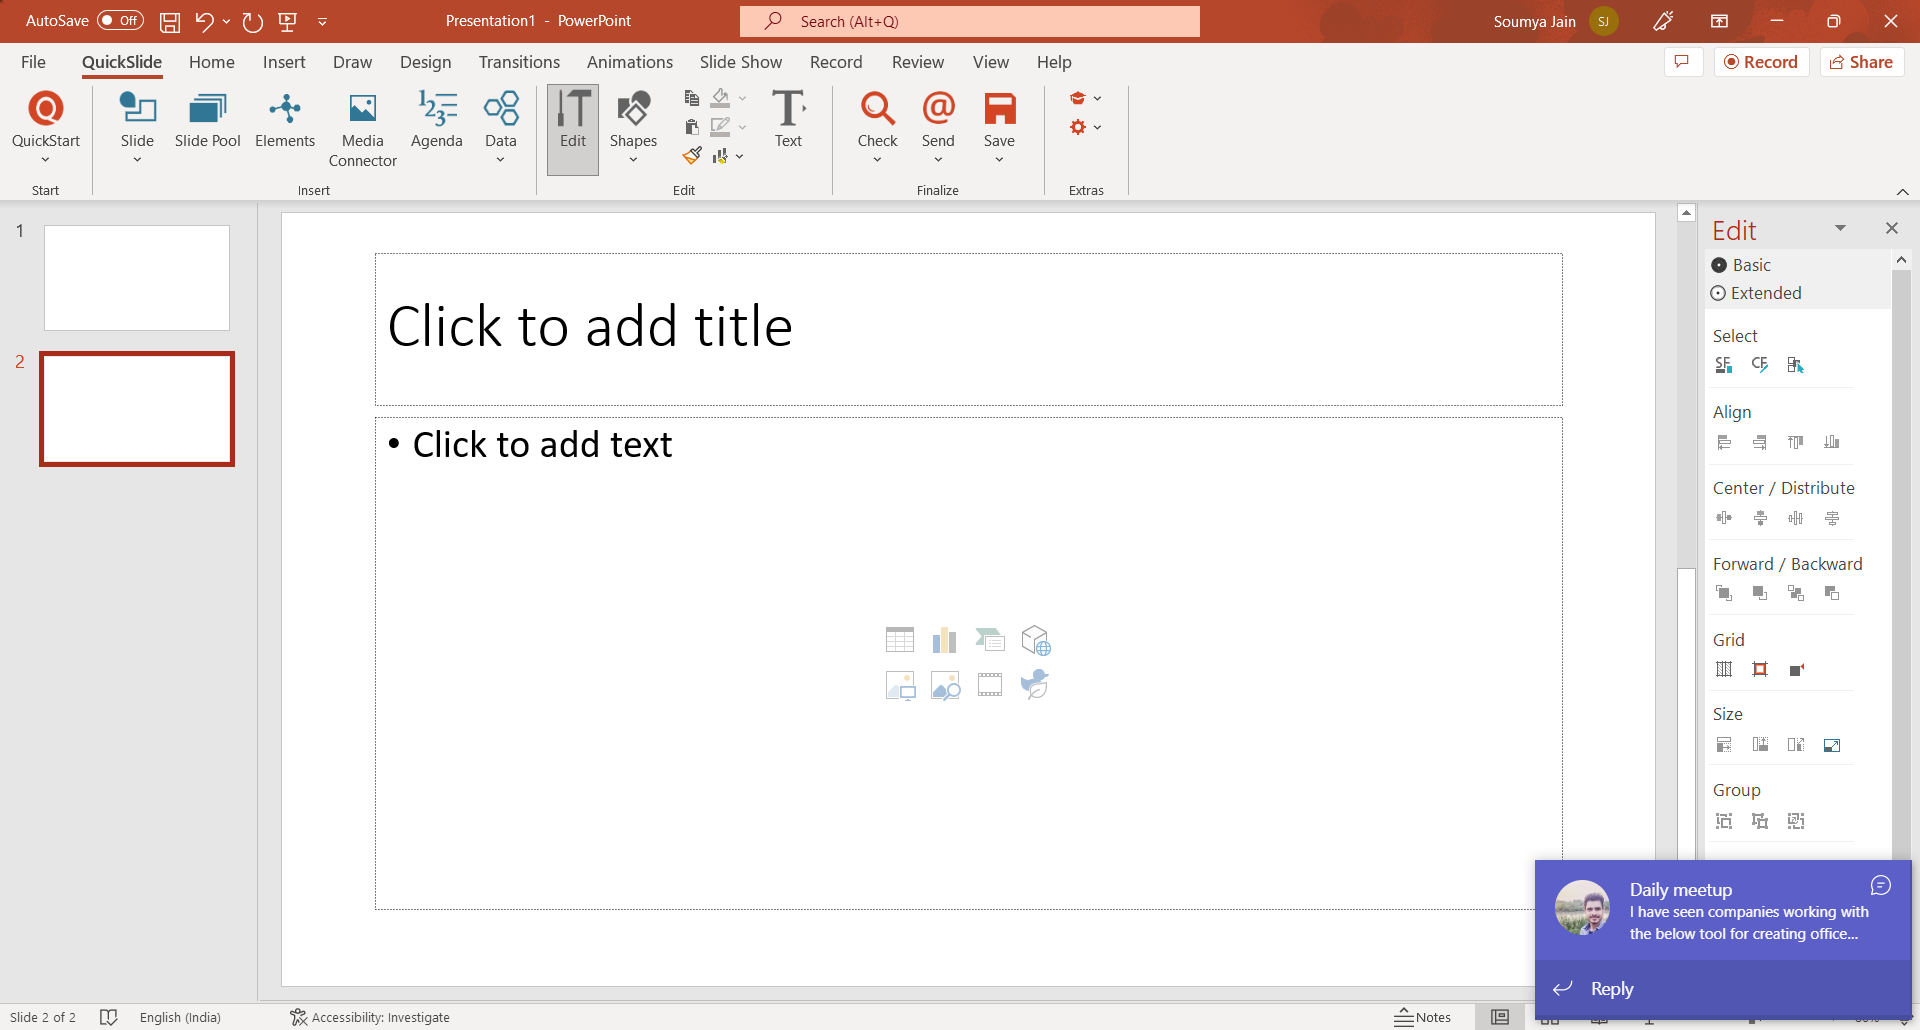 AutoSave Off
Presentation1 - PowerPoint
Search (Alt+Q)
Soumya Jain SJ
File QuickSlide Home Insert Draw Design Transitions Animations Slide Show Record Review View Help
Record Share
QuickStart
Slide
Slide Pool
Elements
Media
Connector
Agenda
Data
Edit
Shapes
Text
Check
Send
Save
Start Insert Edit Finalize Extras
1
2
Click to add title
• Click to add text
Edit
Basic
Extended
Select
Align
Center / Distribute
Forward / Backward
Grid
Size
Group
Daily meetup
I have seen companies working with
the below tool for creating office...
Reply
Slide 2 of 2 English (India) Accessibility: Investigate Notes